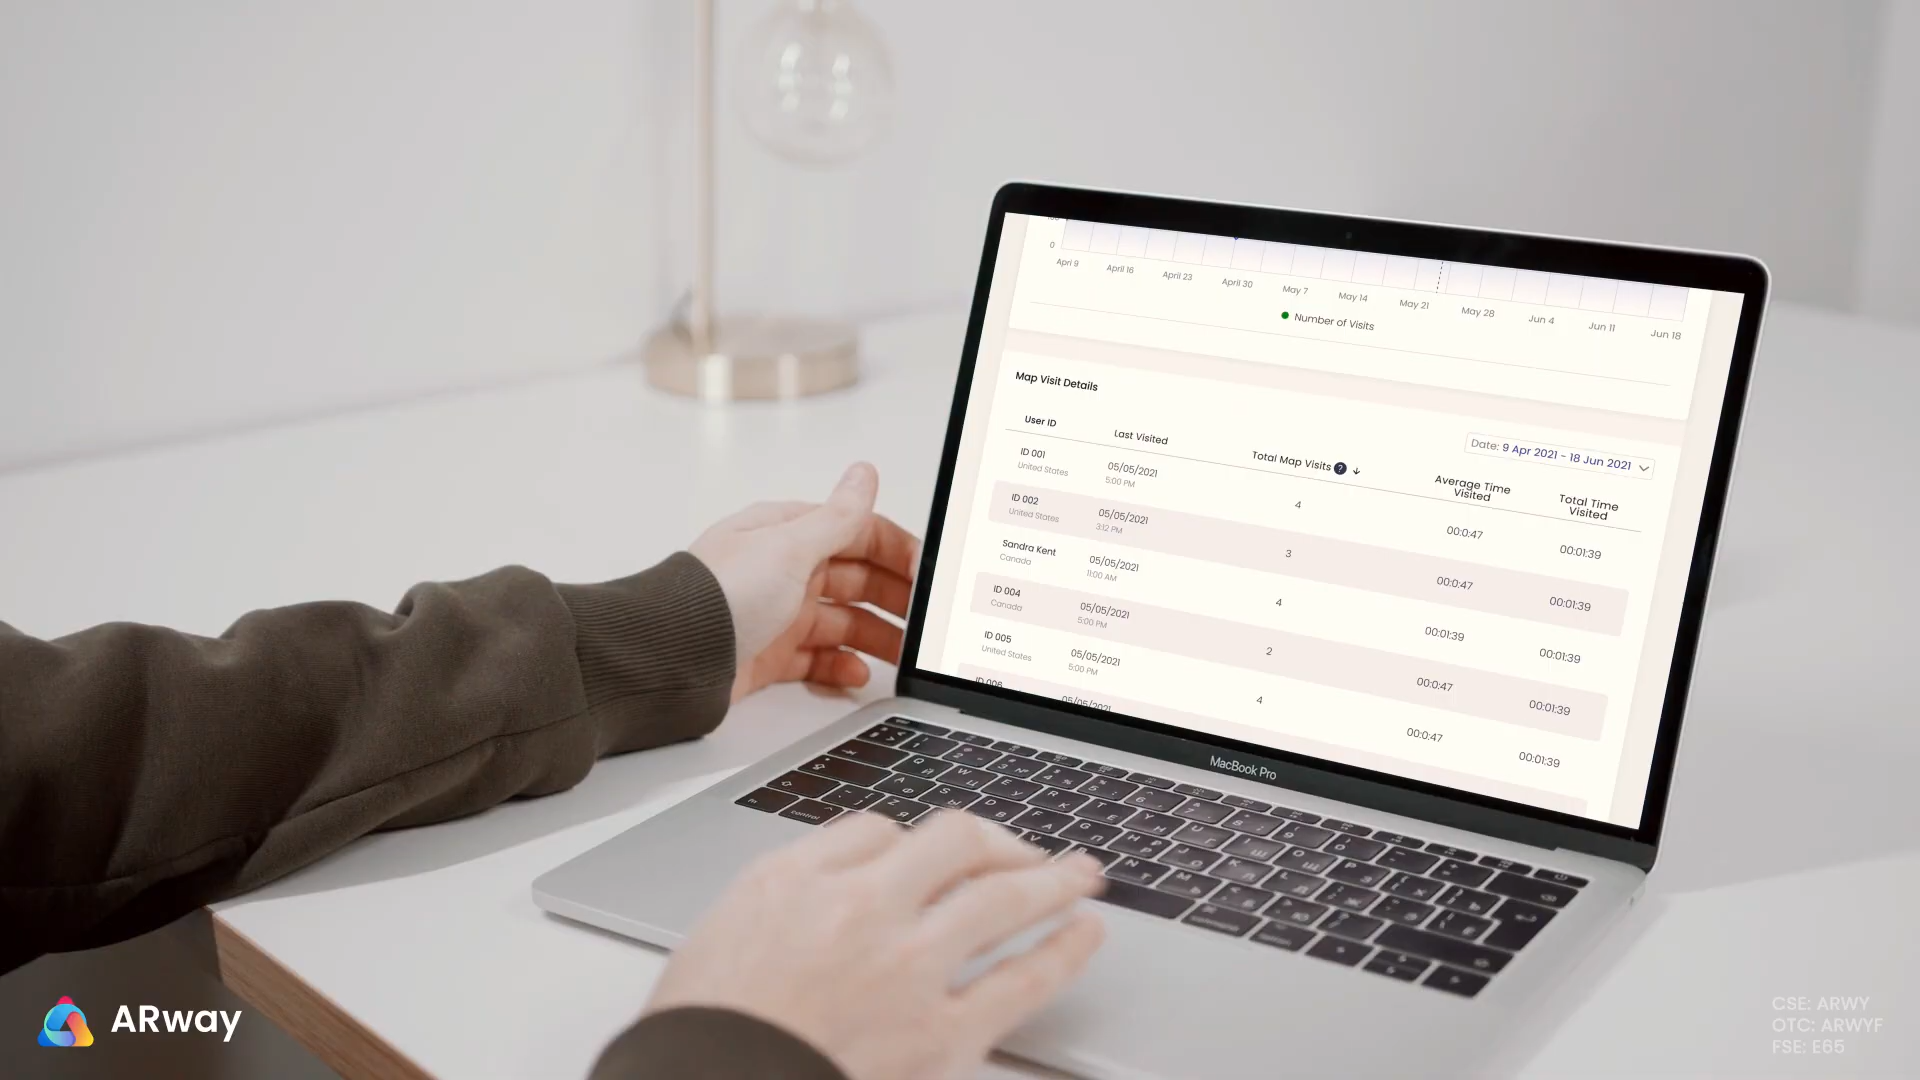 0
Apri 9
April 16
April 23
April 30
May 7
May 14
May 21
May 28
Jun 4
Jun 11
Jun 18
Number of Visits
Map Visit Details
Date: 9 Apr 2021 - 18 Jun 2021
User ID
Last Visited
Total Map Visits ?
Average Time
Visited
Total Time
Visited
ID 001
United States
05/05/2021
5:00 PM
4
00:0:47
00:01:39
ID 002
United States
05/05/2021
3:12 PM
3
00:0:47
00:01:39
Sandra Kent
Canada
05/05/2021
11:00 AM
4
00:01:39
00:01:39
ID 004
Canada
05/05/2021
5:00 PM
2
00:0:47
00:01:39
ID 005
United States
05/05/2021
5:00 PM
4
00:0:47
00:01:39
ID 006
05/05/2021
MacBook Pro
control
ARway
CSE: ARWY
OTC: ARWYF
FSE: E65